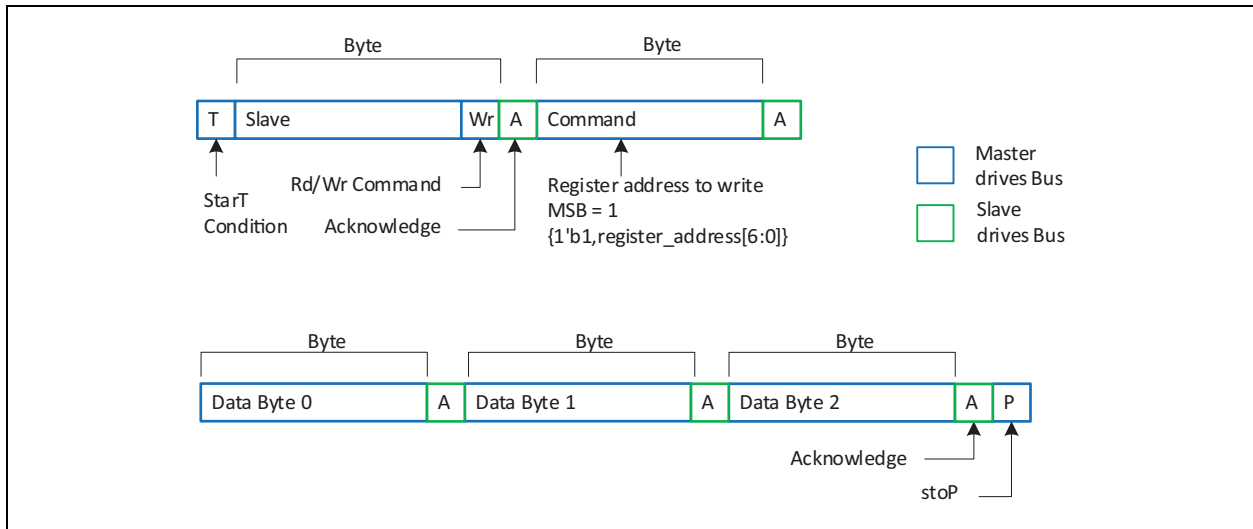 Byte
Byte
T
Slave
Wr
A
Command
A
StarT
Condition
Rd/Wr Command
Acknowledge
Register address to write
MSB = 1
{1'b1,register_address[6:0]}
Master
drives Bus
Slave
drives Bus
Byte
Byte
Byte
Data Byte 0
A
Data Byte 1
A
Data Byte 2
A
P
Acknowledge
stoP